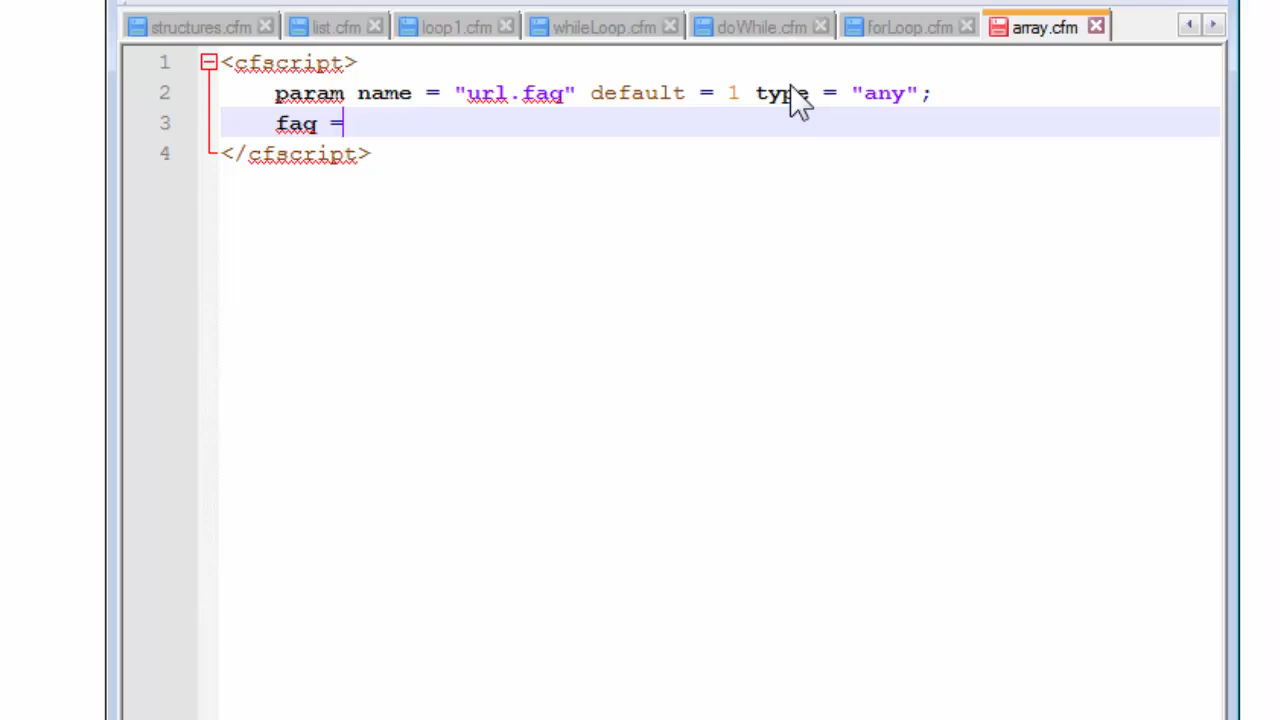 structures.cfm list.cfm loop1.cfm whileLoop.cfm doWhile.cfm forLoop.cfm array.cfm
1 <cfscript>
2 param name = "url.faq" default = 1 type = "any";
3 faq =
4 </cfscript>